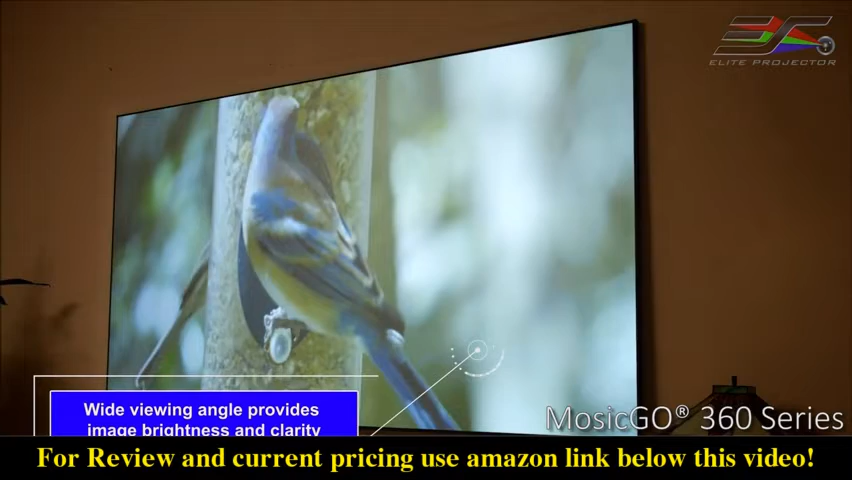 ELITE PROJECTOR
Wide viewing angle provides
image brightness and clarity
MosicGO® 360 Series
For Review and current pricing use amazon link below this video!